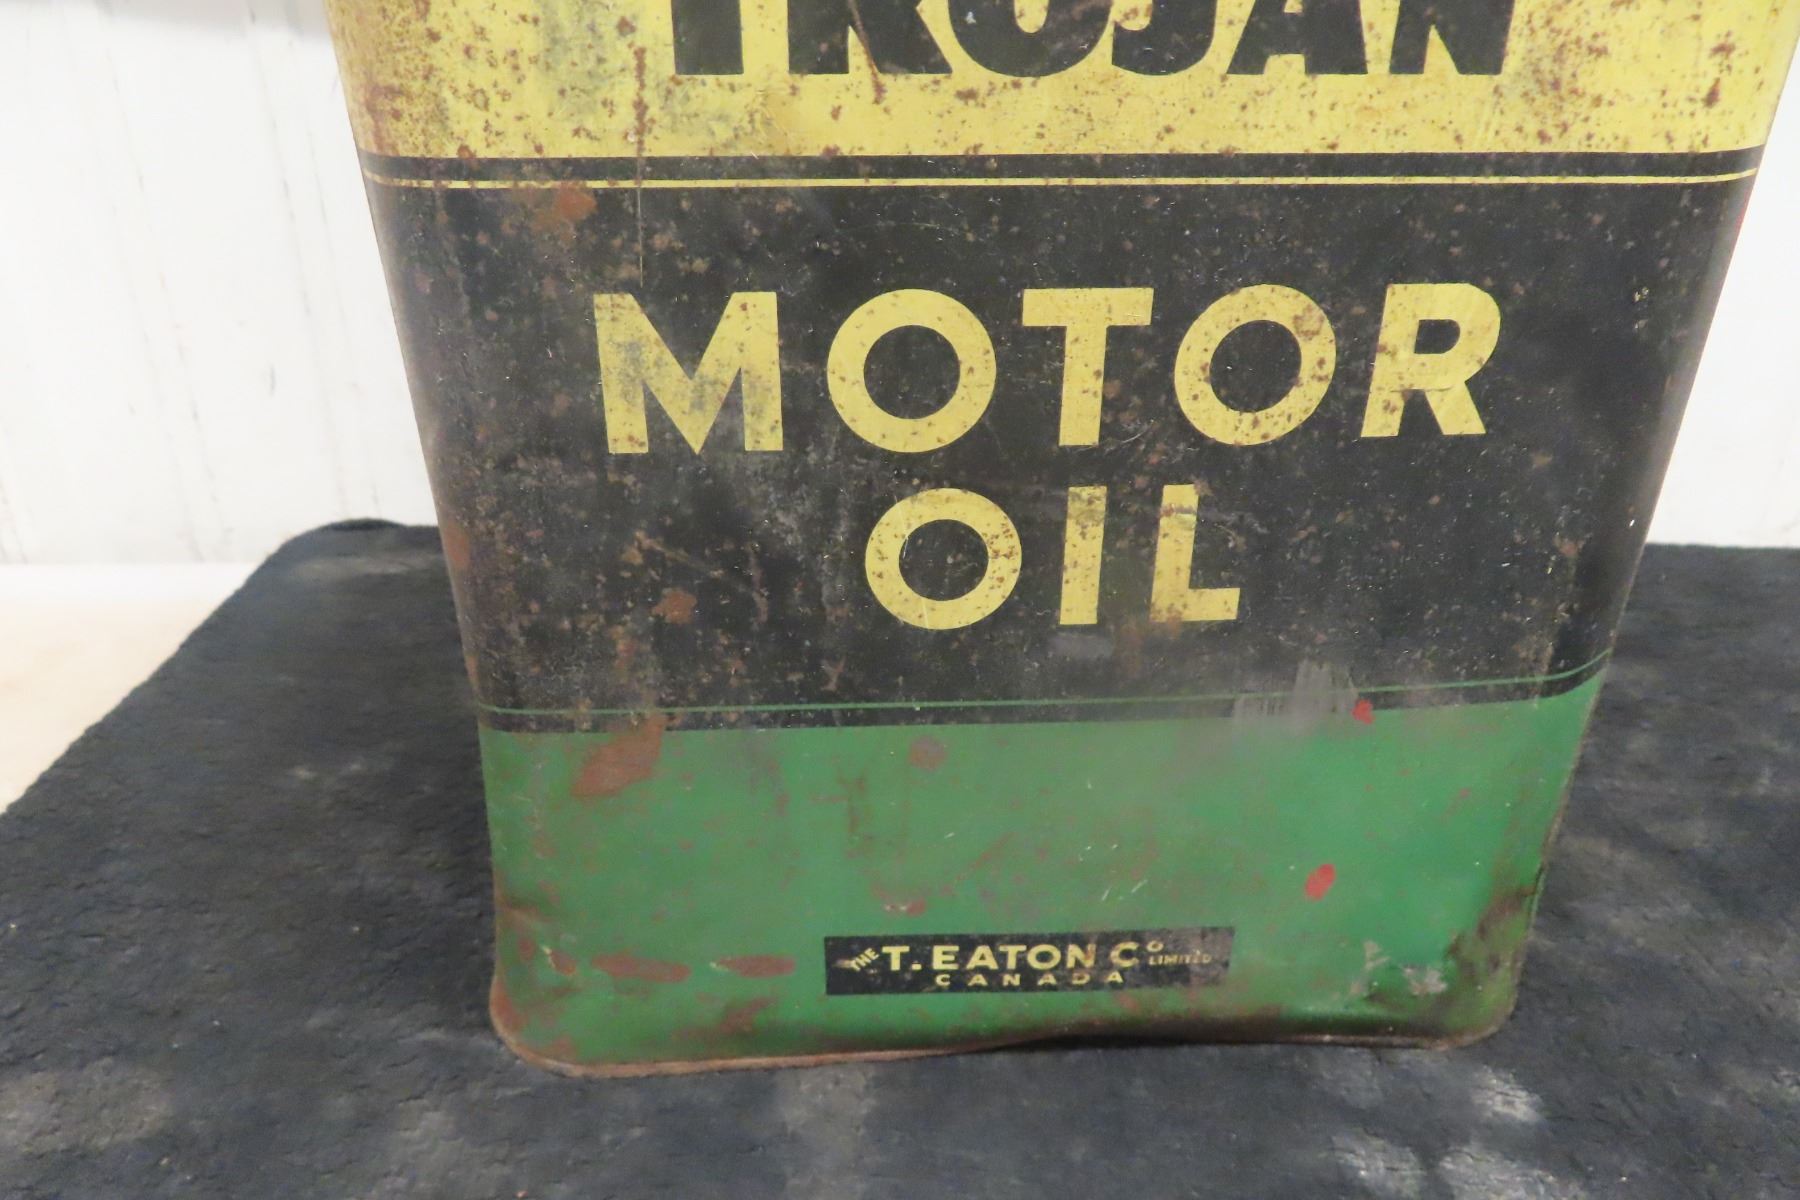 TROJAN
MOTOR
OIL
THE T. EATON Co LIMITED
CANADA